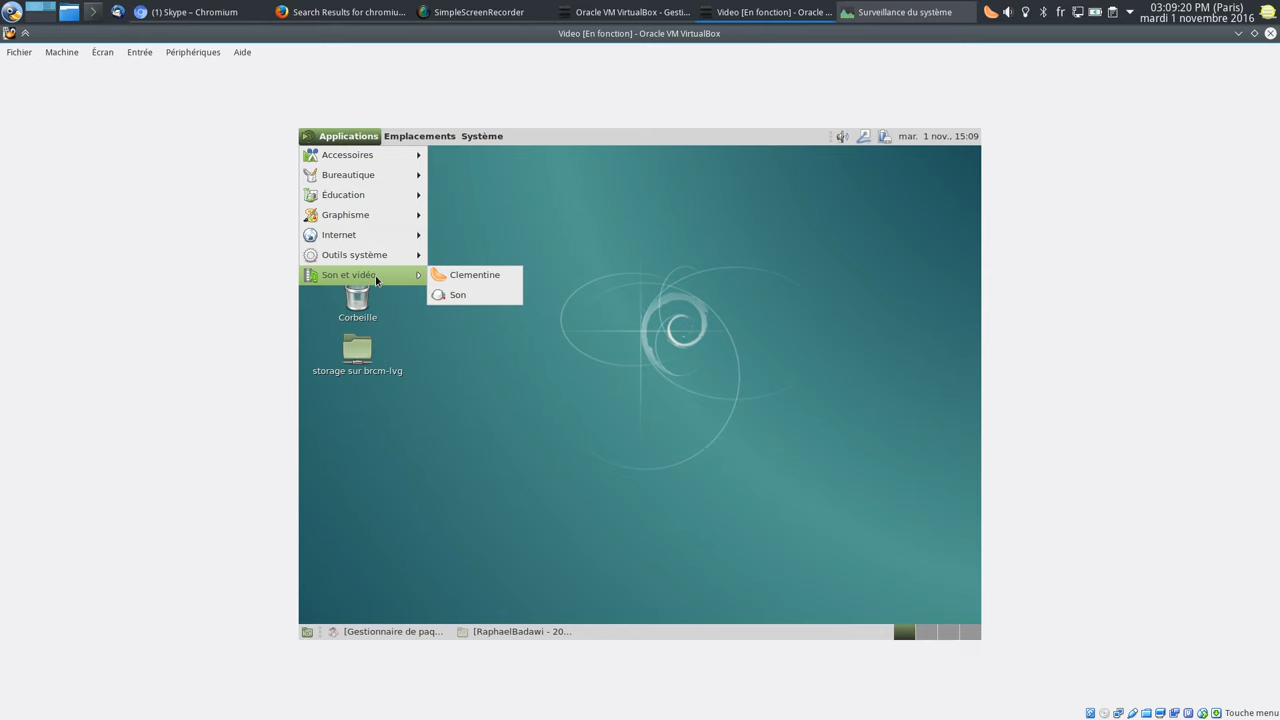 (1) Skype – Chromium
Search Results for chromiu...
SimpleScreenRecorder
Oracle VM VirtualBox - Gesti...
Video [En fonction] - Oracle ...
Surveillance du système
fr
03:09:20 PM (Paris)
mardi 1 novembre 2016
Video [En fonction] - Oracle VM VirtualBox
Fichier Machine Écran Entrée Périphériques Aide
Applications Emplacements Système
mar. 1 nov., 15:09
Accessoires
Bureautique
Éducation
Graphisme
Internet
Outils système
Son et vidéo
Clementine
Son
Corbeille
storage sur brcm-lvg
[Gestionnaire de paq...
[RaphaelBadawi - 20...
Touche menu